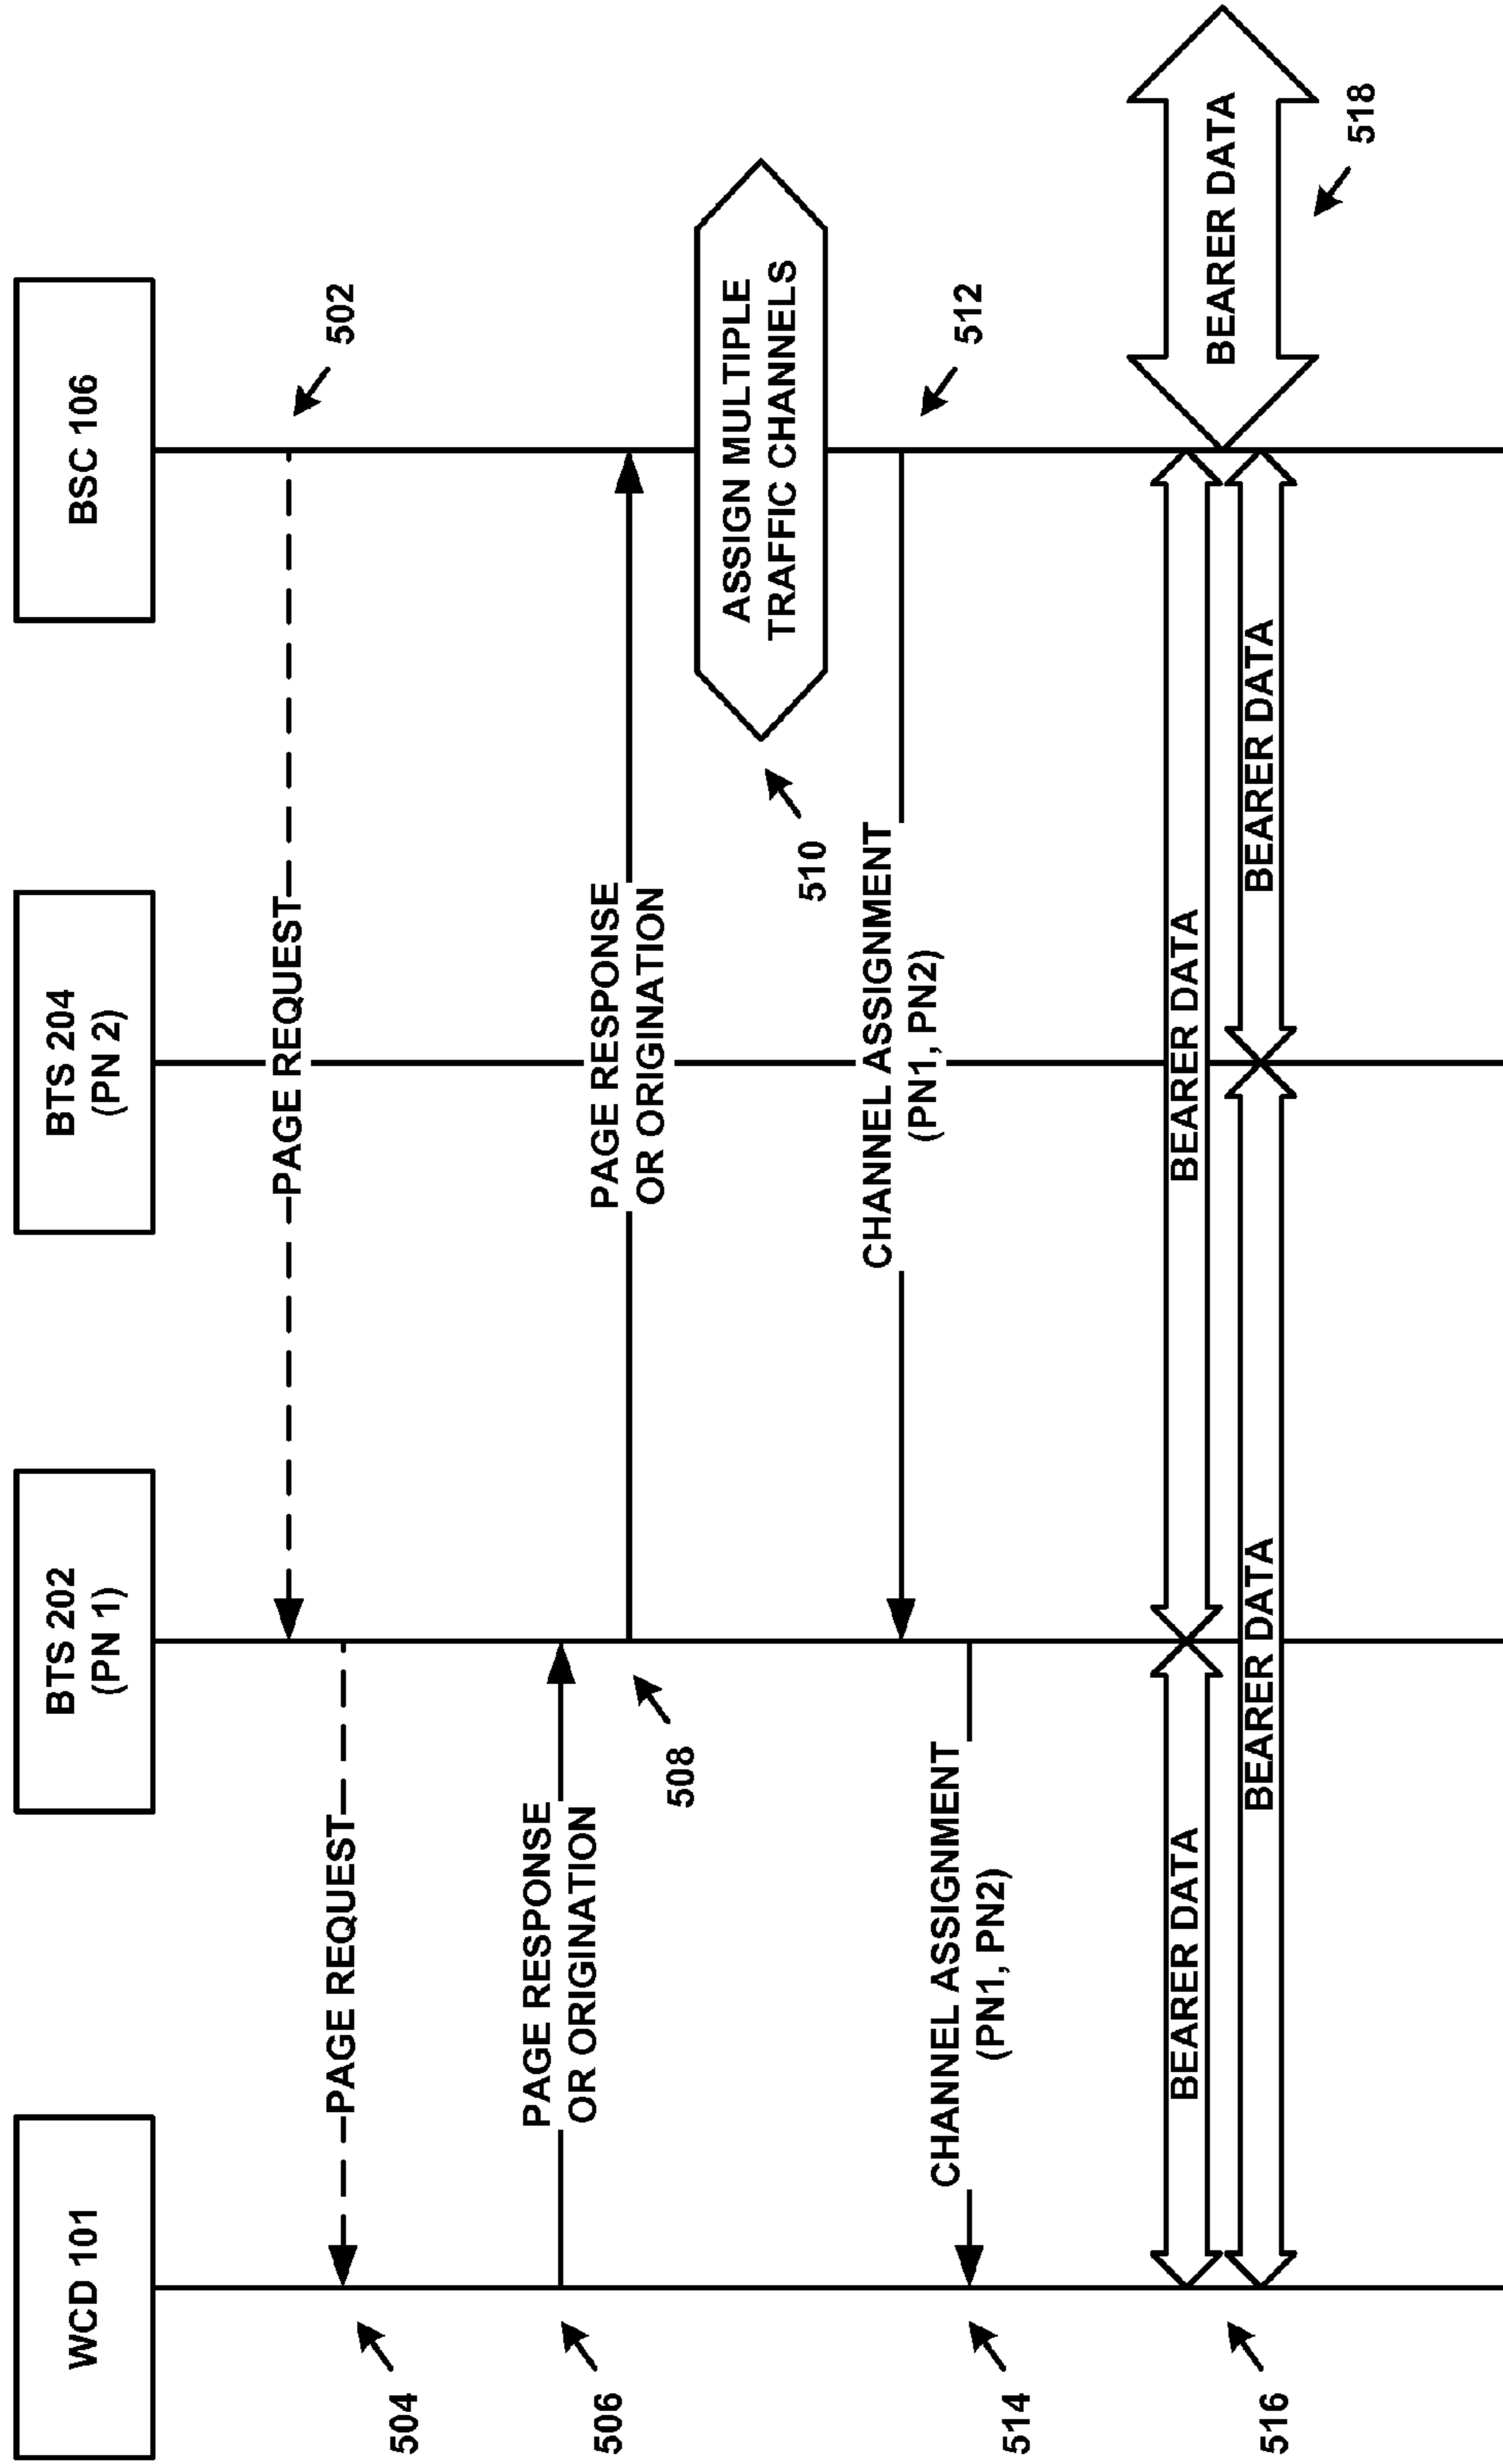 WCD 101
BTS 202
(PN 1)
BTS 204
(PN 2)
BSC 106
PAGE REQUEST
502
PAGE REQUEST
504
PAGE RESPONSE
OR ORIGINATION
506
PAGE RESPONSE
OR ORIGINATION
508
ASSIGN MULTIPLE
TRAFFIC CHANNELS
510
CHANNEL ASSIGNMENT
(PN1, PN2)
512
CHANNEL ASSIGNMENT
(PN1, PN2)
514
BEARER DATA
BEARER DATA
BEARER DATA
BEARER DATA
BEARER DATA
516
518